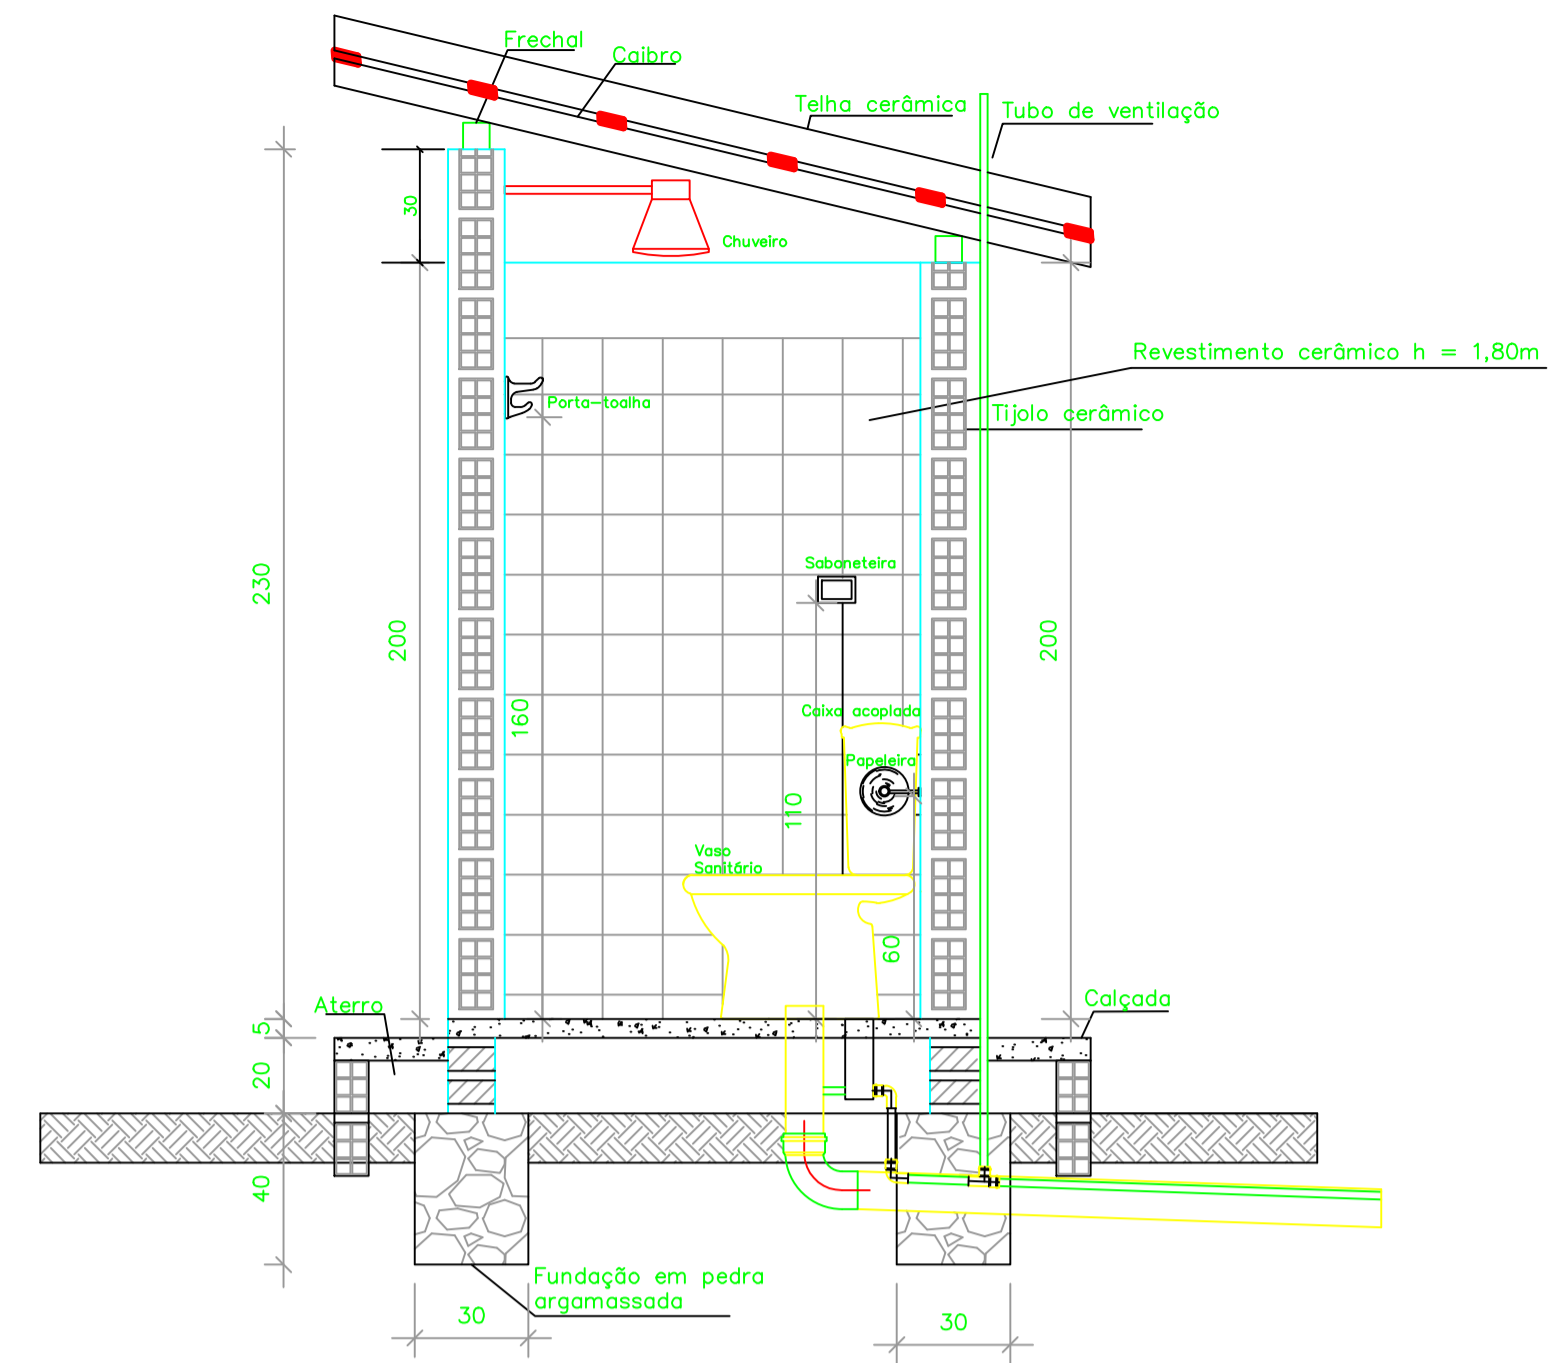 Frechal
Caibro
Telha cerâmica
Tubo de ventilação
30
Chuveiro
Revestimento cerâmico h = 1,80m
Porta-toalha
Tijolo cerâmico
Saboneteira
230
200
200
160
Caixa acoplada
Papeleira
110
Vaso
Sanitário
60
Aterro
Calçada
5
20
40
Fundação em pedra
argamassada
30
30